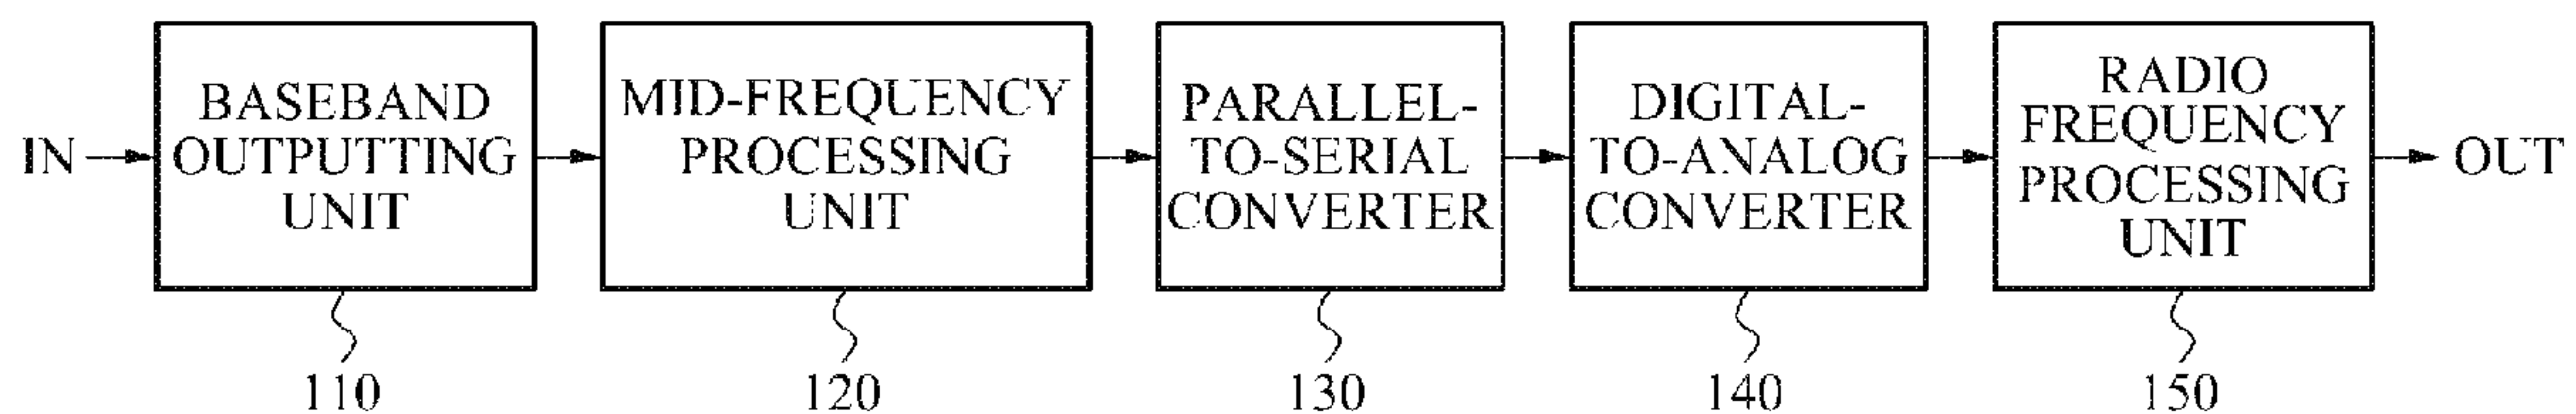 IN
BASEBAND
OUTPUTTING
UNIT
MID-FREQUENCY
PROCESSING
UNIT
PARALLEL-
TO-SERIAL
CONVERTER
DIGITAL-
TO-ANALOG
CONVERTER
RADIO
FREQUENCY
PROCESSING
UNIT
OUT
110
120
130
140
150